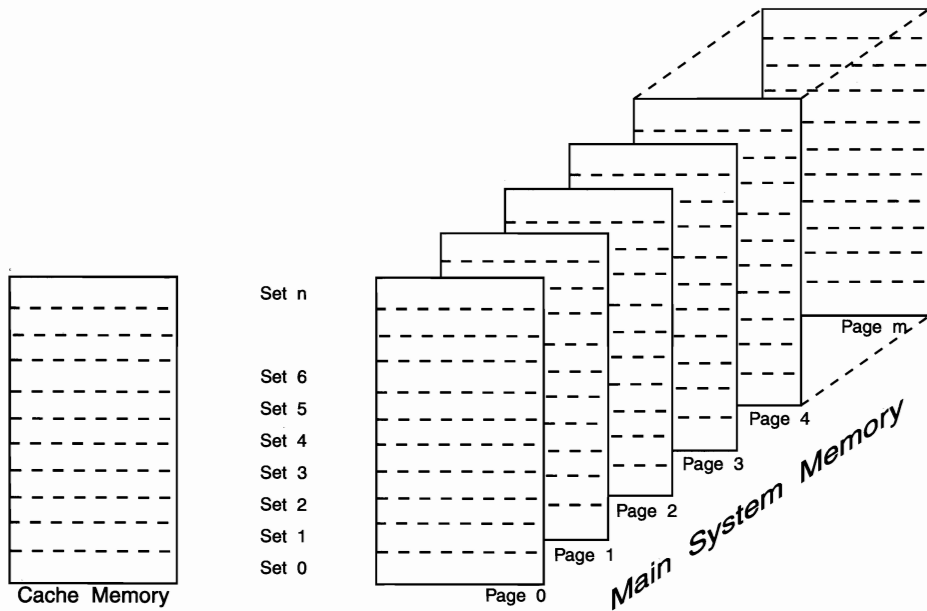 Set n
Set 6
Set 5
Set 4
Set 3
Set 2
Set 1
Set 0
Cache Memory
Page 0
Page 1
Page 2
Page 3
Page 4
Page m
Main System Memory